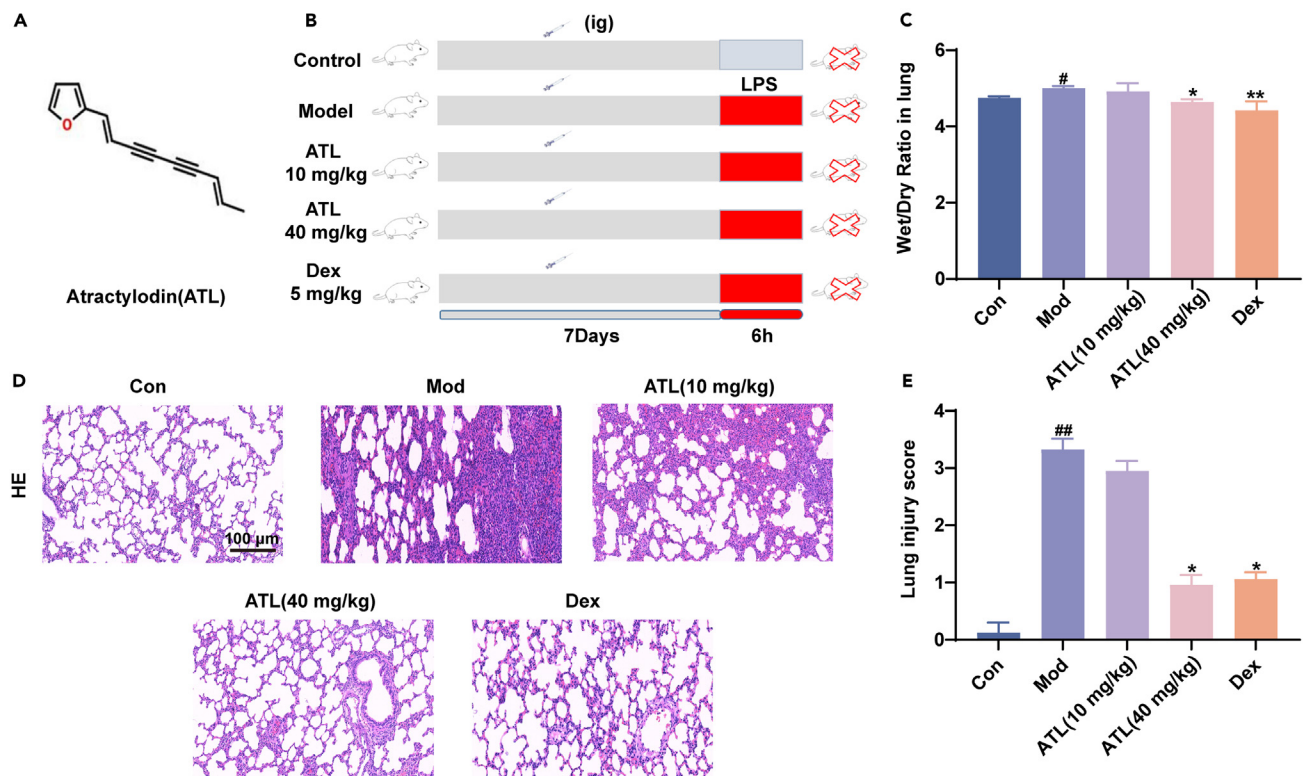 A
O
Atractylodin(ATL)
B
(ig)
Control
LPS
Model
ATL
10 mg/kg
ATL
40 mg/kg
Dex
5 mg/kg
7Days
6h
C
Wet/Dry Ratio in lung
6
4
2
0
#
*
**
Con
Mod
ATL(10 mg/kg)
ATL(40 mg/kg)
Dex
D
HE
Con
Mod
ATL(10 mg/kg)
100 μm
ATL(40 mg/kg)
Dex
E
Lung injury score
4
3
2
1
0
##
*
*
Con
Mod
ATL(10 mg/kg)
ATL(40 mg/kg)
Dex